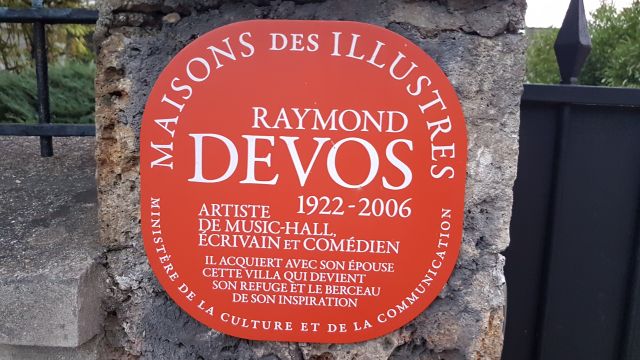 MAISONS DES ILLUSTRES
RAYMOND
DEVOS
1922-2006
ARTISTE
DE MUSIC-HALL,
ÉCRIVAIN ET COMÉDIEN
IL ACQUIERT AVEC SON ÉPOUSE
CETTE VILLA QUI DEVIENT
SON REFUGE ET LE BERCEAU
DE SON INSPIRATION
MINISTÈRE DE LA CULTURE ET DE LA COMMUNICATION